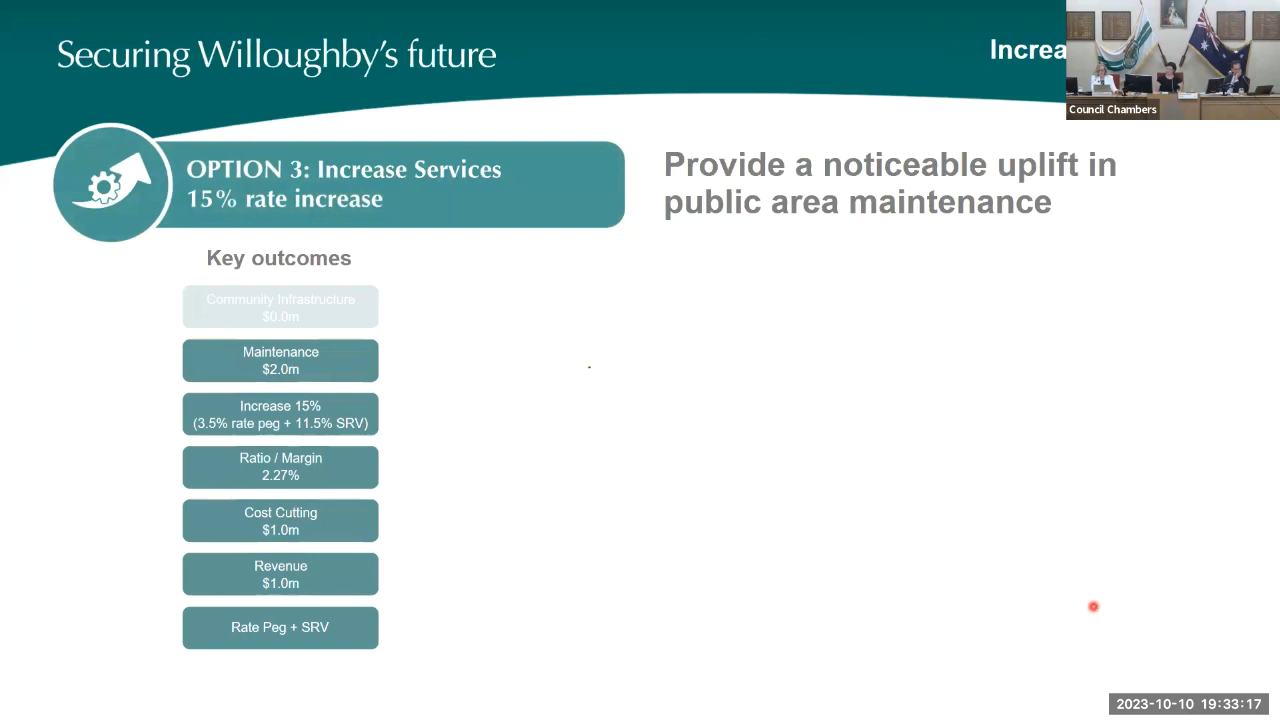 Securing Willoughby's future
Increa
Council Chambers
OPTION 3: Increase Services
15% rate increase
Provide a noticeable uplift in
public area maintenance
Key outcomes
Community Infrastructure
$0.0m
Maintenance
$2.0m
Increase 15%
(3.5% rate peg + 11.5% SRV)
Ratio / Margin
2.27%
Cost Cutting
$1.0m
Revenue
$1.0m
Rate Peg + SRV
2023-10-10 19:33:17